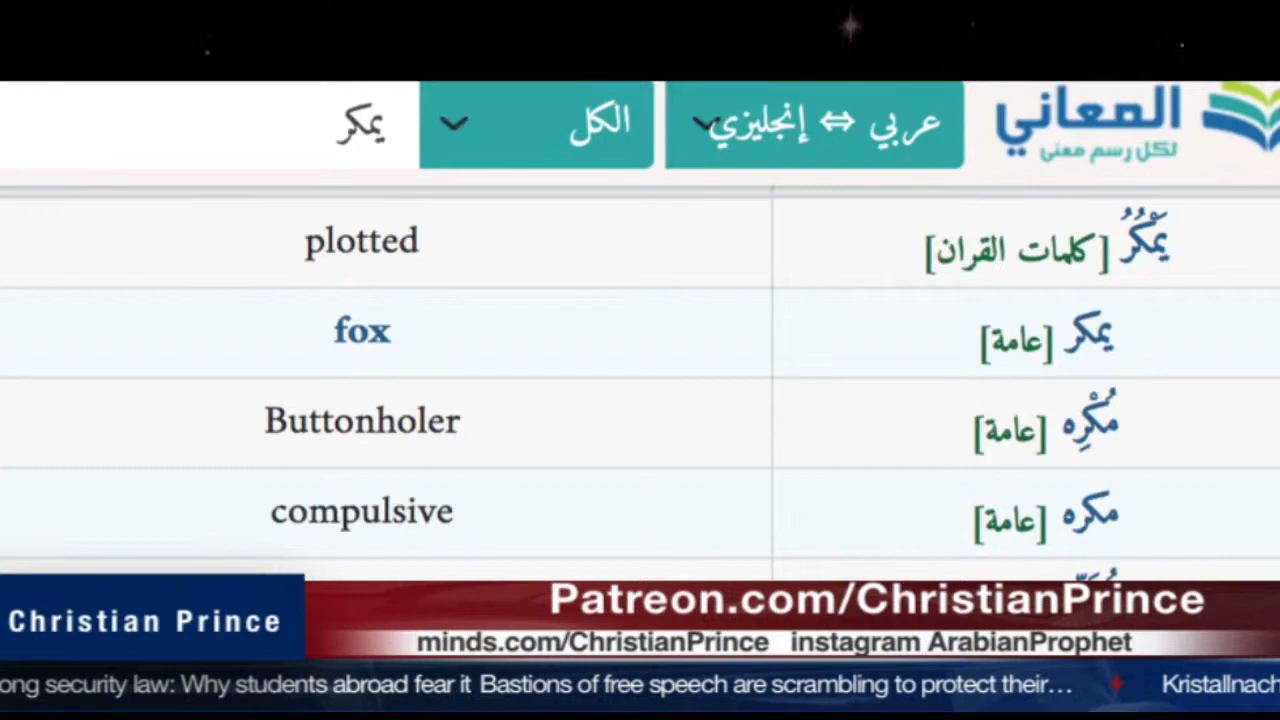 المعاني
لكل رسم معنى
عربي ⇔ إنجليزي
الكل
يمكر
يَمْكُرُ [كلمات القران]
plotted
يمكر [عامة]
fox
مُكْرِه [عامة]
Buttonholer
مكره [عامة]
compulsive
Christian Prince
Patreon.com/ChristianPrince
minds.com/ChristianPrince instagram ArabianProphet
ong security law: Why students abroad fear it Bastions of free speech are scrambling to protect their… Kristallnach